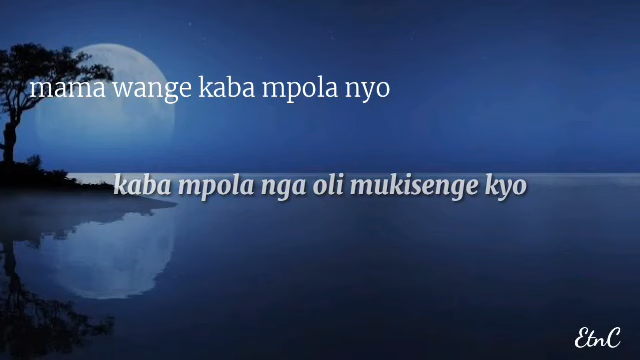 mama wange kaba mpola nyo
kaba mpola nga oli mukisenge kyo
EtnC